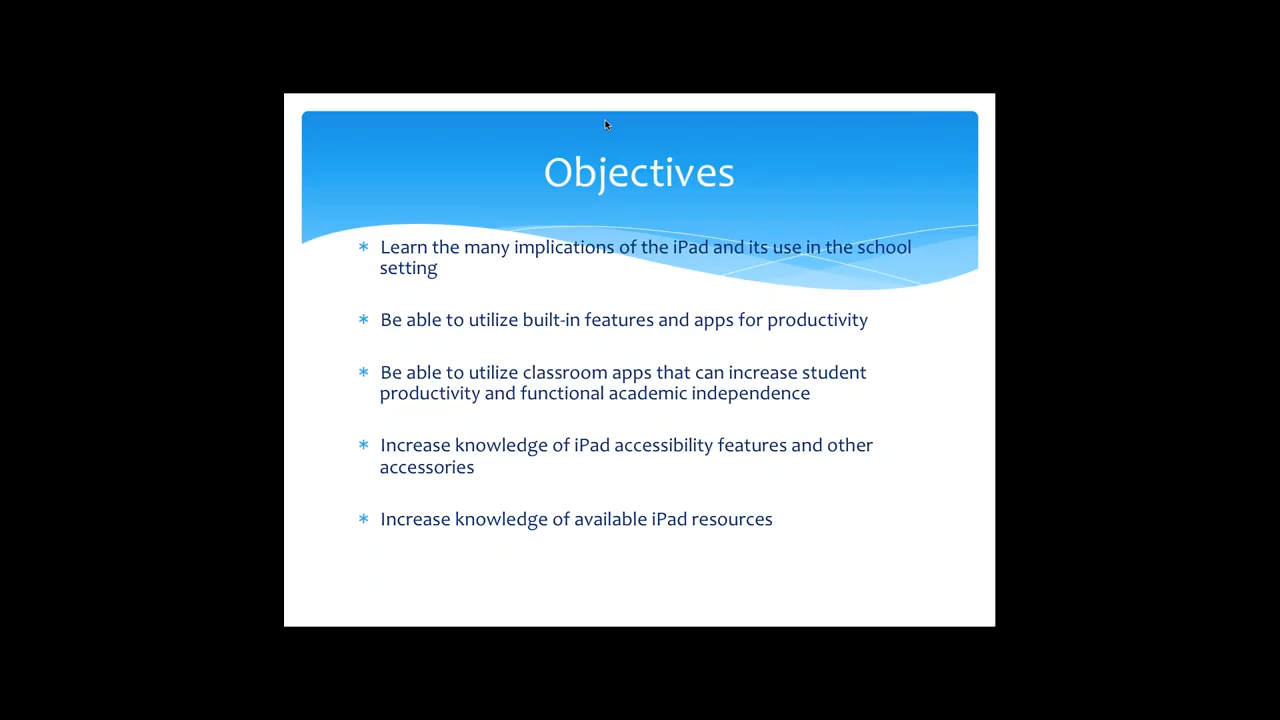 Objectives
* Learn the many implications of the iPad and its use in the school
setting
* Be able to utilize built-in features and apps for productivity
* Be able to utilize classroom apps that can increase student
productivity and functional academic independence
* Increase knowledge of iPad accessibility features and other
accessories
* Increase knowledge of available iPad resources